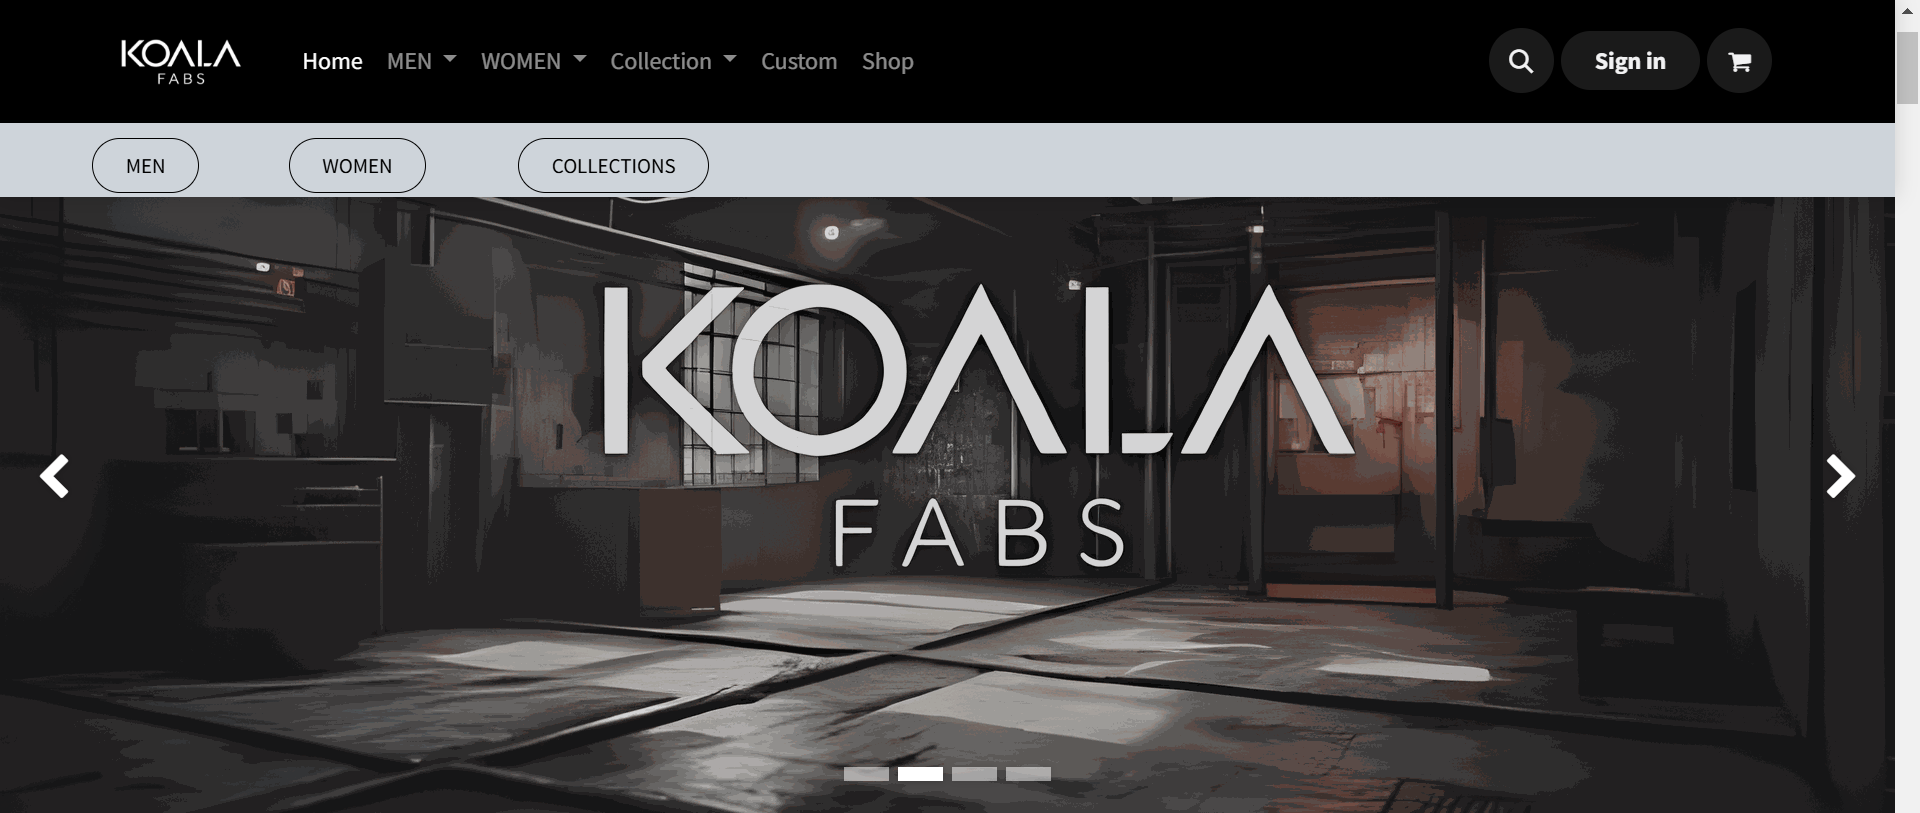 KOALA
FABS
Home MEN WOMEN Collection Custom Shop
Sign in
MEN WOMEN COLLECTIONS
KOALA
FABS